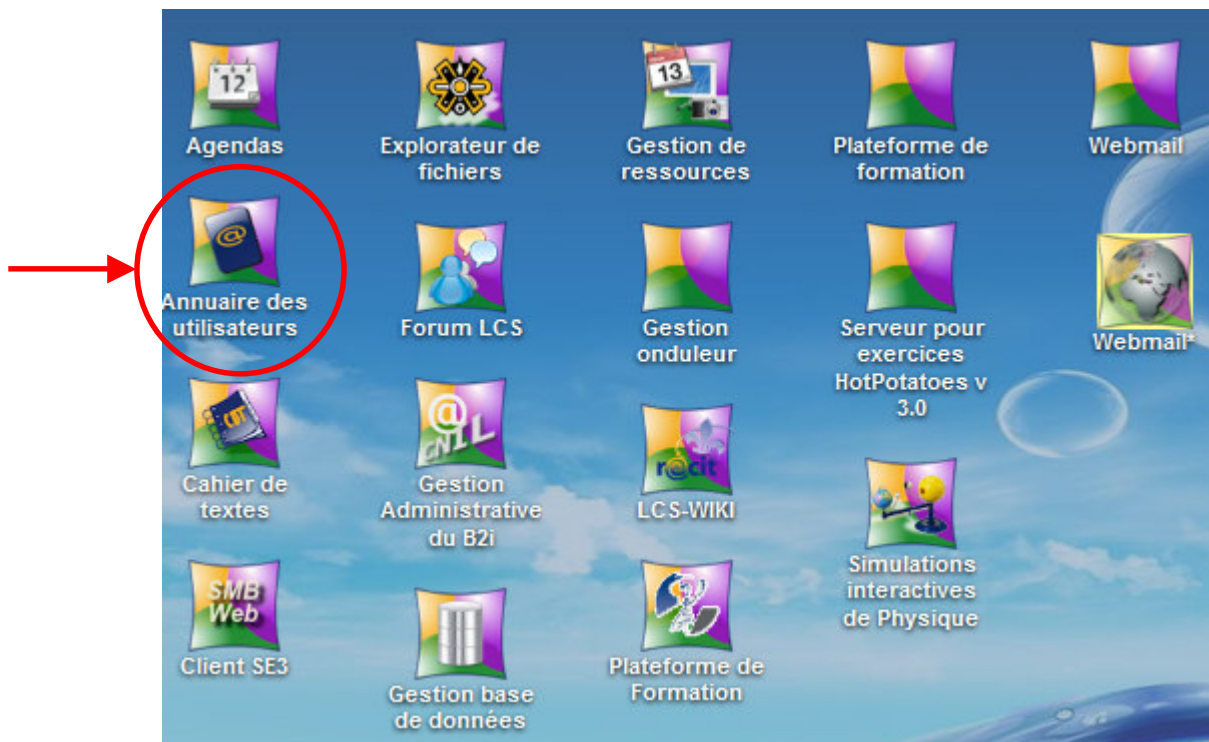 12
Agendas
Annuaire des
utilisateurs
CDT
Cahier de
textes
SMB
Web
Client SE3
Explorateur de
fichiers
Forum LCS
@
CNIL
Gestion
Administrative
du B2i
Gestion base
de données
13
Gestion de
ressources
Gestion
onduleur
r@cit
LCS-WIKI
Plateforme de
Formation
Plateforme de
formation
Serveur pour
exercices
HotPotatoes v
3.0
Simulations
interactives
de Physique
Webmail
Webmail*